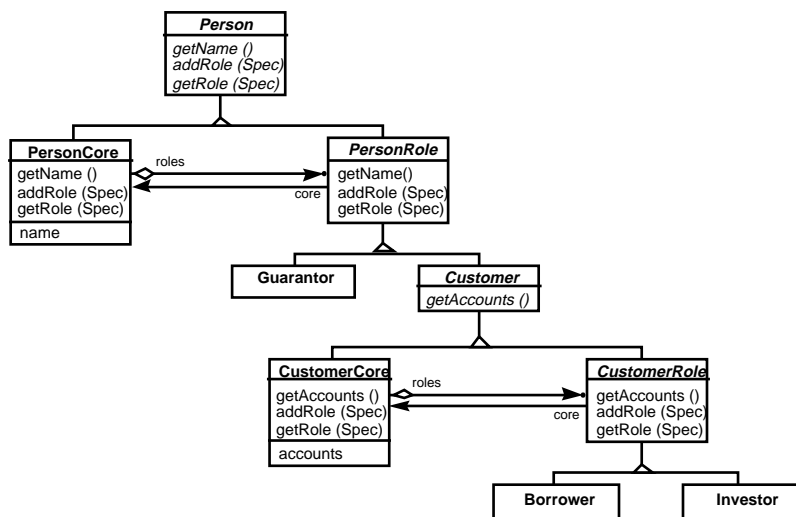 Person
getName ()
addRole (Spec)
getRole (Spec)
PersonCore
getName ()
addRole (Spec)
getRole (Spec)
name
roles
core
PersonRole
getName()
addRole (Spec)
getRole (Spec)
Guarantor
Customer
getAccounts ()
CustomerCore
getAccounts ()
addRole (Spec)
getRole (Spec)
accounts
roles
core
CustomerRole
getAccounts ()
addRole (Spec)
getRole (Spec)
Borrower
Investor